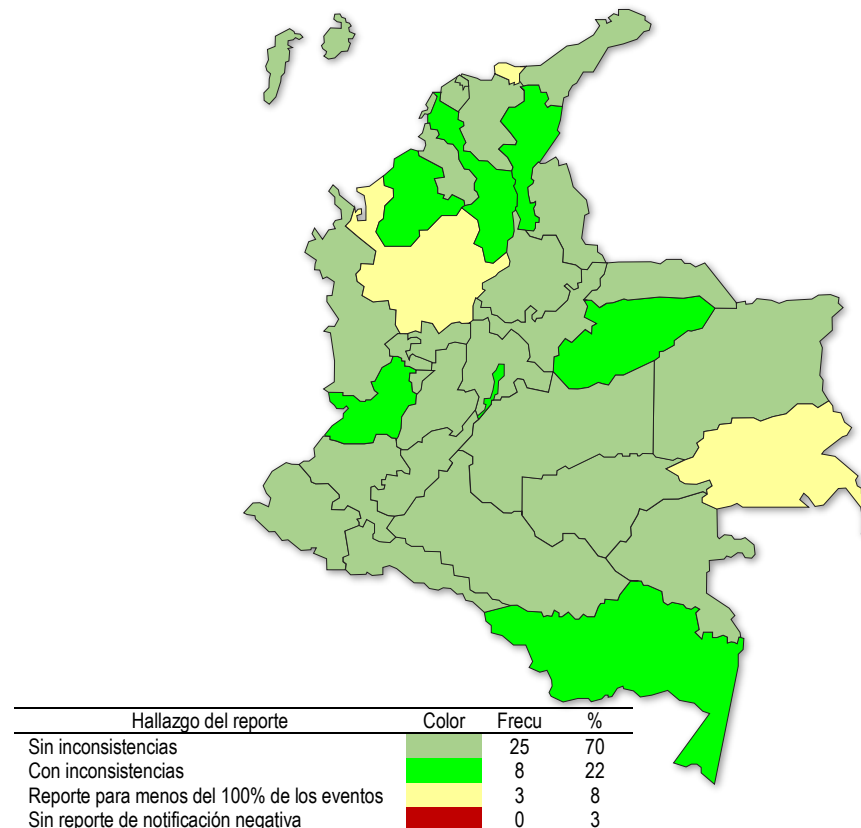 Hallazgo del reporte Color Frecu %
Sin inconsistencias 25 70
Con inconsistencias 8 22
Reporte para menos del 100% de los eventos 3 8
Sin reporte de notificación negativa 0 3